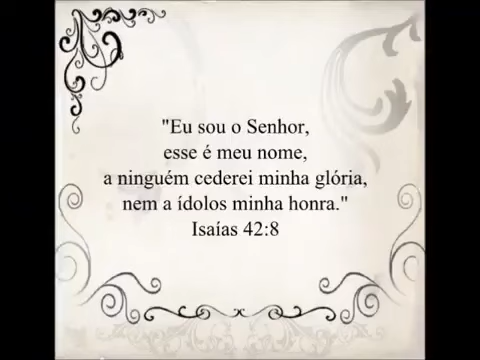 "Eu sou o Senhor,
esse é meu nome,
a ninguém cederei minha glória,
nem a ídolos minha honra."
Isaías 42:8